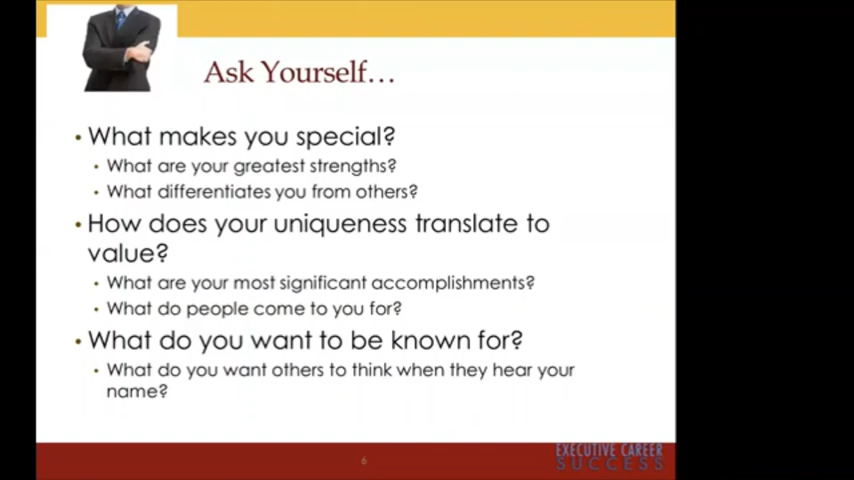 Ask Yourself…
• What makes you special?
• What are your greatest strengths?
• What differentiates you from others?
• How does your uniqueness translate to
value?
• What are your most significant accomplishments?
• What do people come to you for?
• What do you want to be known for?
• What do you want others to think when they hear your
name?
6
EXECUTIVE CAREER
SUCCESS